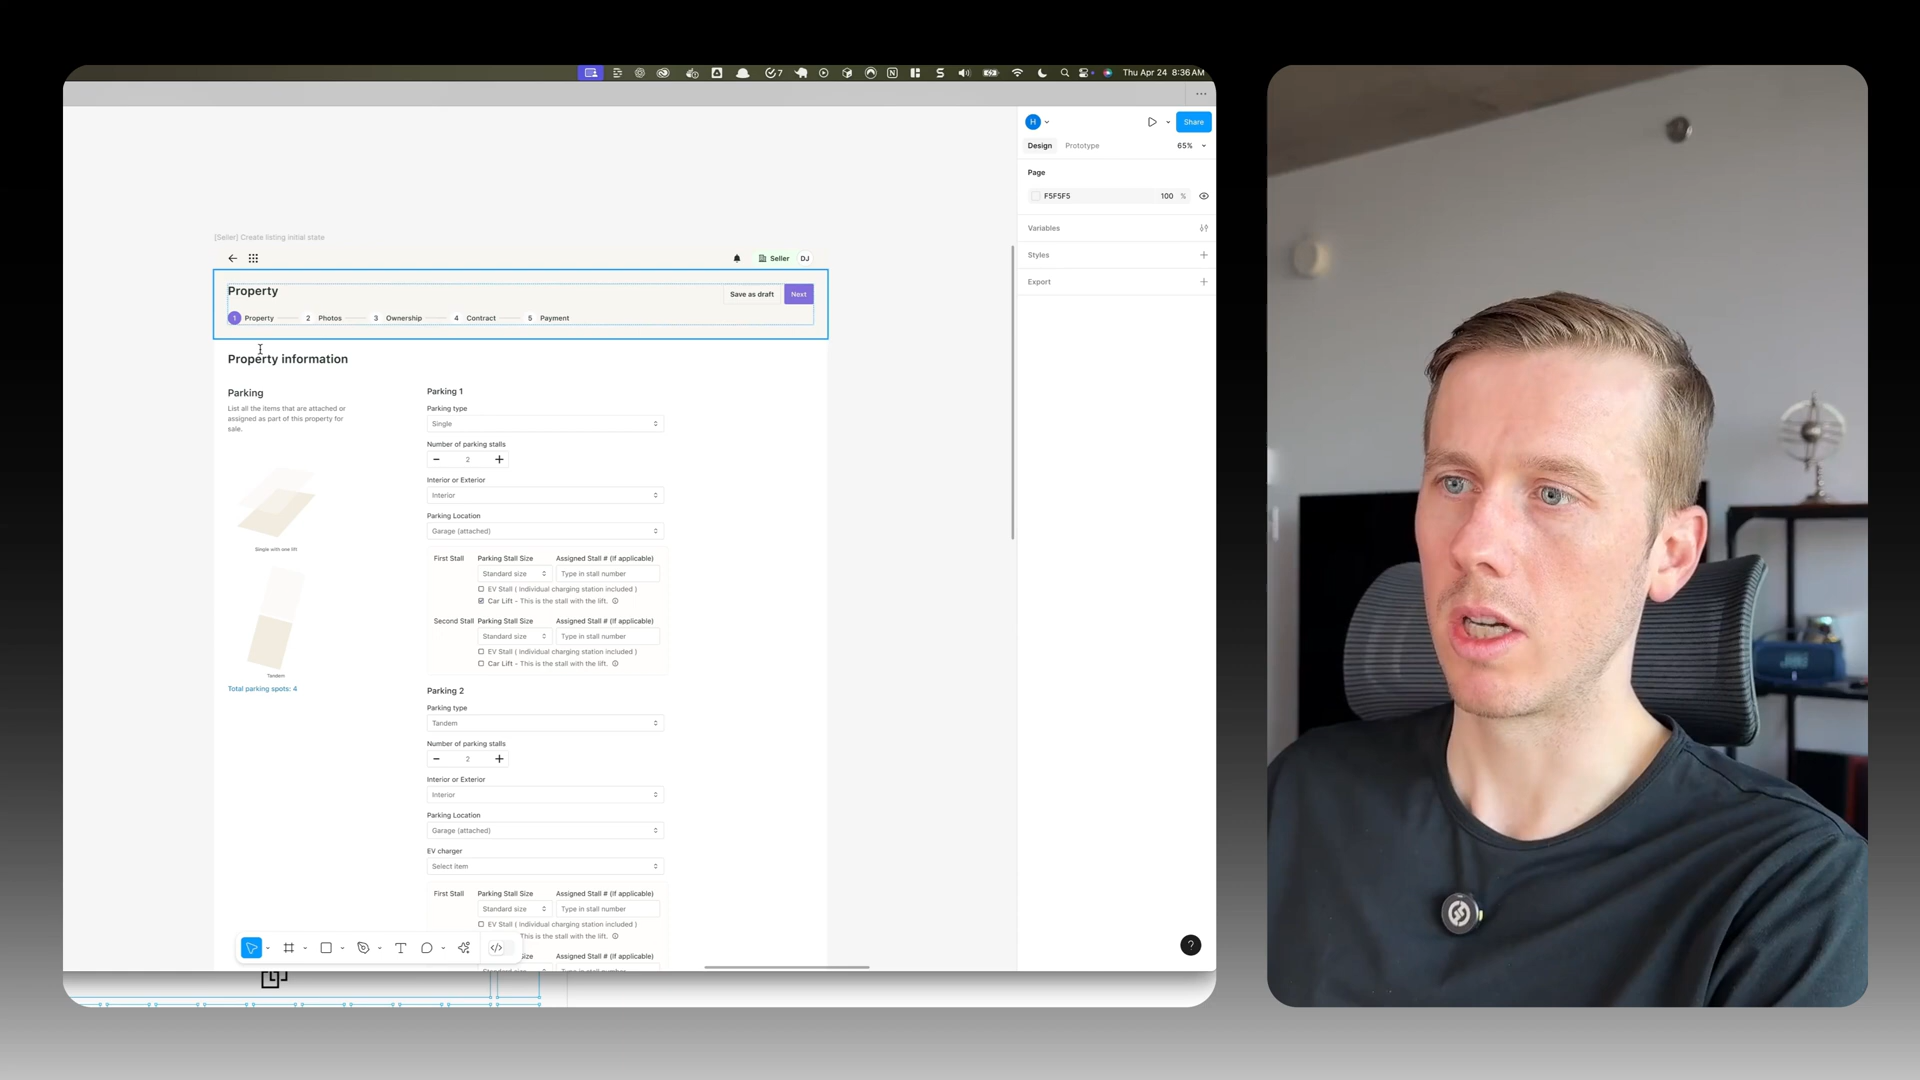 7
Thu Apr 24 8:36 AM
H
Share
Design
Prototype
65%
Page
F5F5F5
100 %
Variables
Styles
Export
[Seller] Create listing initial state
Seller
DJ
Property
Save as draft
Next
1 Property
2 Photos
3 Ownership
4 Contract
5 Payment
Property information
Parking
List all the items that are attached or
assigned as part of this property for
sale.
Single with one lift
Tandem
Total parking spots: 4
Parking 1
Parking type
Single
Number of parking stalls
2
Interior or Exterior
Interior
Parking Location
Garage (attached)
First Stall
Parking Stall Size
Assigned Stall # (If applicable)
Standard size
Type in stall number
EV Stall ( Individual charging station included )
Car Lift - This is the stall with the lift.
Second Stall
Parking Stall Size
Assigned Stall # (If applicable)
Standard size
Type in stall number
EV Stall ( Individual charging station included )
Car Lift - This is the stall with the lift.
Parking 2
Parking type
Tandem
Number of parking stalls
2
Interior or Exterior
Interior
Parking Location
Garage (attached)
EV charger
Select item
First Stall
Parking Stall Size
Assigned Stall # (If applicable)
Standard size
Type in stall number
EV Stall ( Individual charging station included )
This is the stall with the lift.
Size
Assigned Stall # (If applicable)
?